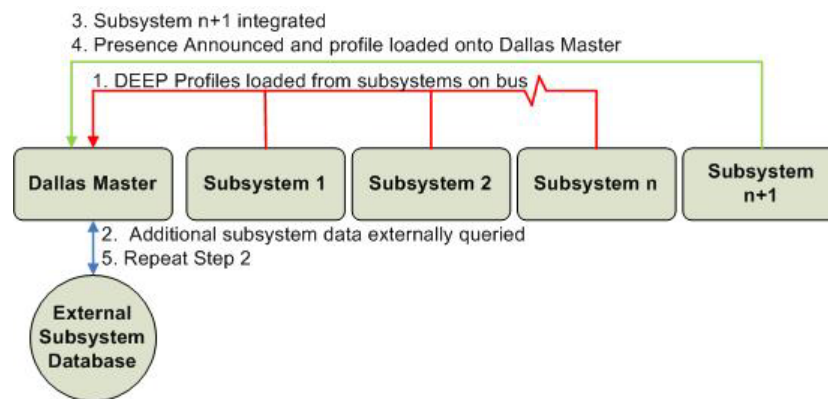 3. Subsystem n+1 integrated
4. Presence Announced and profile loaded onto Dallas Master
1. DEEP Profiles loaded from subsystems on bus
Dallas Master
Subsystem 1
Subsystem 2
Subsystem n
Subsystem
n+1
2. Additional subsystem data externally queried
5. Repeat Step 2
External
Subsystem
Database